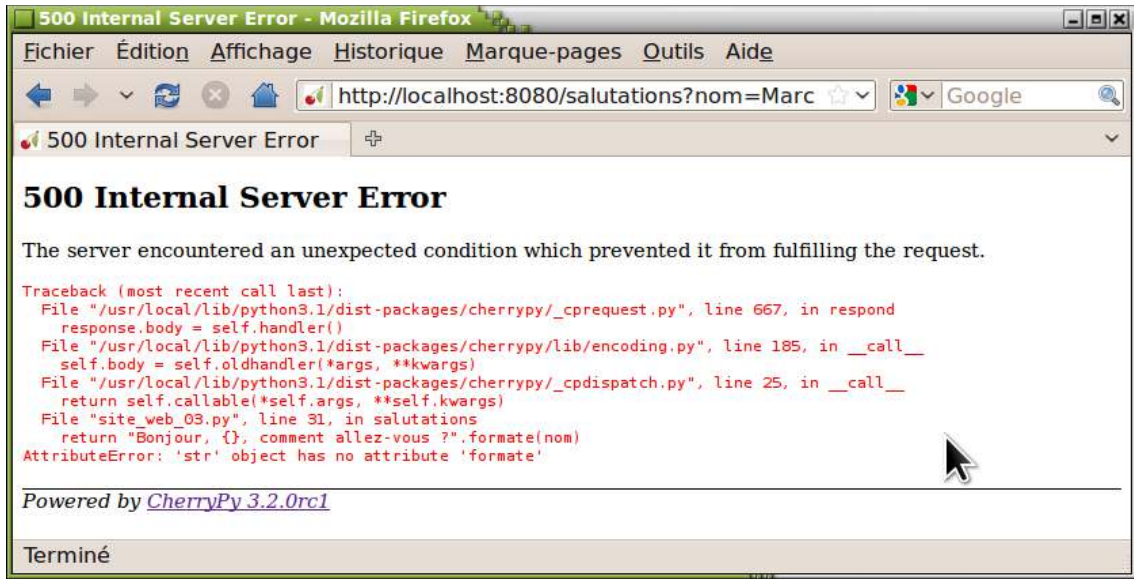 500 Internal Server Error - Mozilla Firefox
Fichier Édition Affichage Historique Marque-pages Outils Aide
http://localhost:8080/salutations?nom=Marc Google
500 Internal Server Error
500 Internal Server Error
The server encountered an unexpected condition which prevented it from fulfilling the request.
Traceback (most recent call last):
  File "/usr/local/lib/python3.1/dist-packages/cherrypy/_cprequest.py", line 667, in respond
    response.body = self.handler()
  File "/usr/local/lib/python3.1/dist-packages/cherrypy/lib/encoding.py", line 185, in __call__
    self.body = self.oldhandler(*args, **kwargs)
  File "/usr/local/lib/python3.1/dist-packages/cherrypy/_cpdispatch.py", line 25, in __call__
    return self.callable(*self.args, **self.kwargs)
  File "site_web_03.py", line 31, in salutations
    return "Bonjour, {}, comment allez-vous ?".formate(nom)
AttributeError: 'str' object has no attribute 'formate'
Powered by CherryPy 3.2.0rc1
Terminé